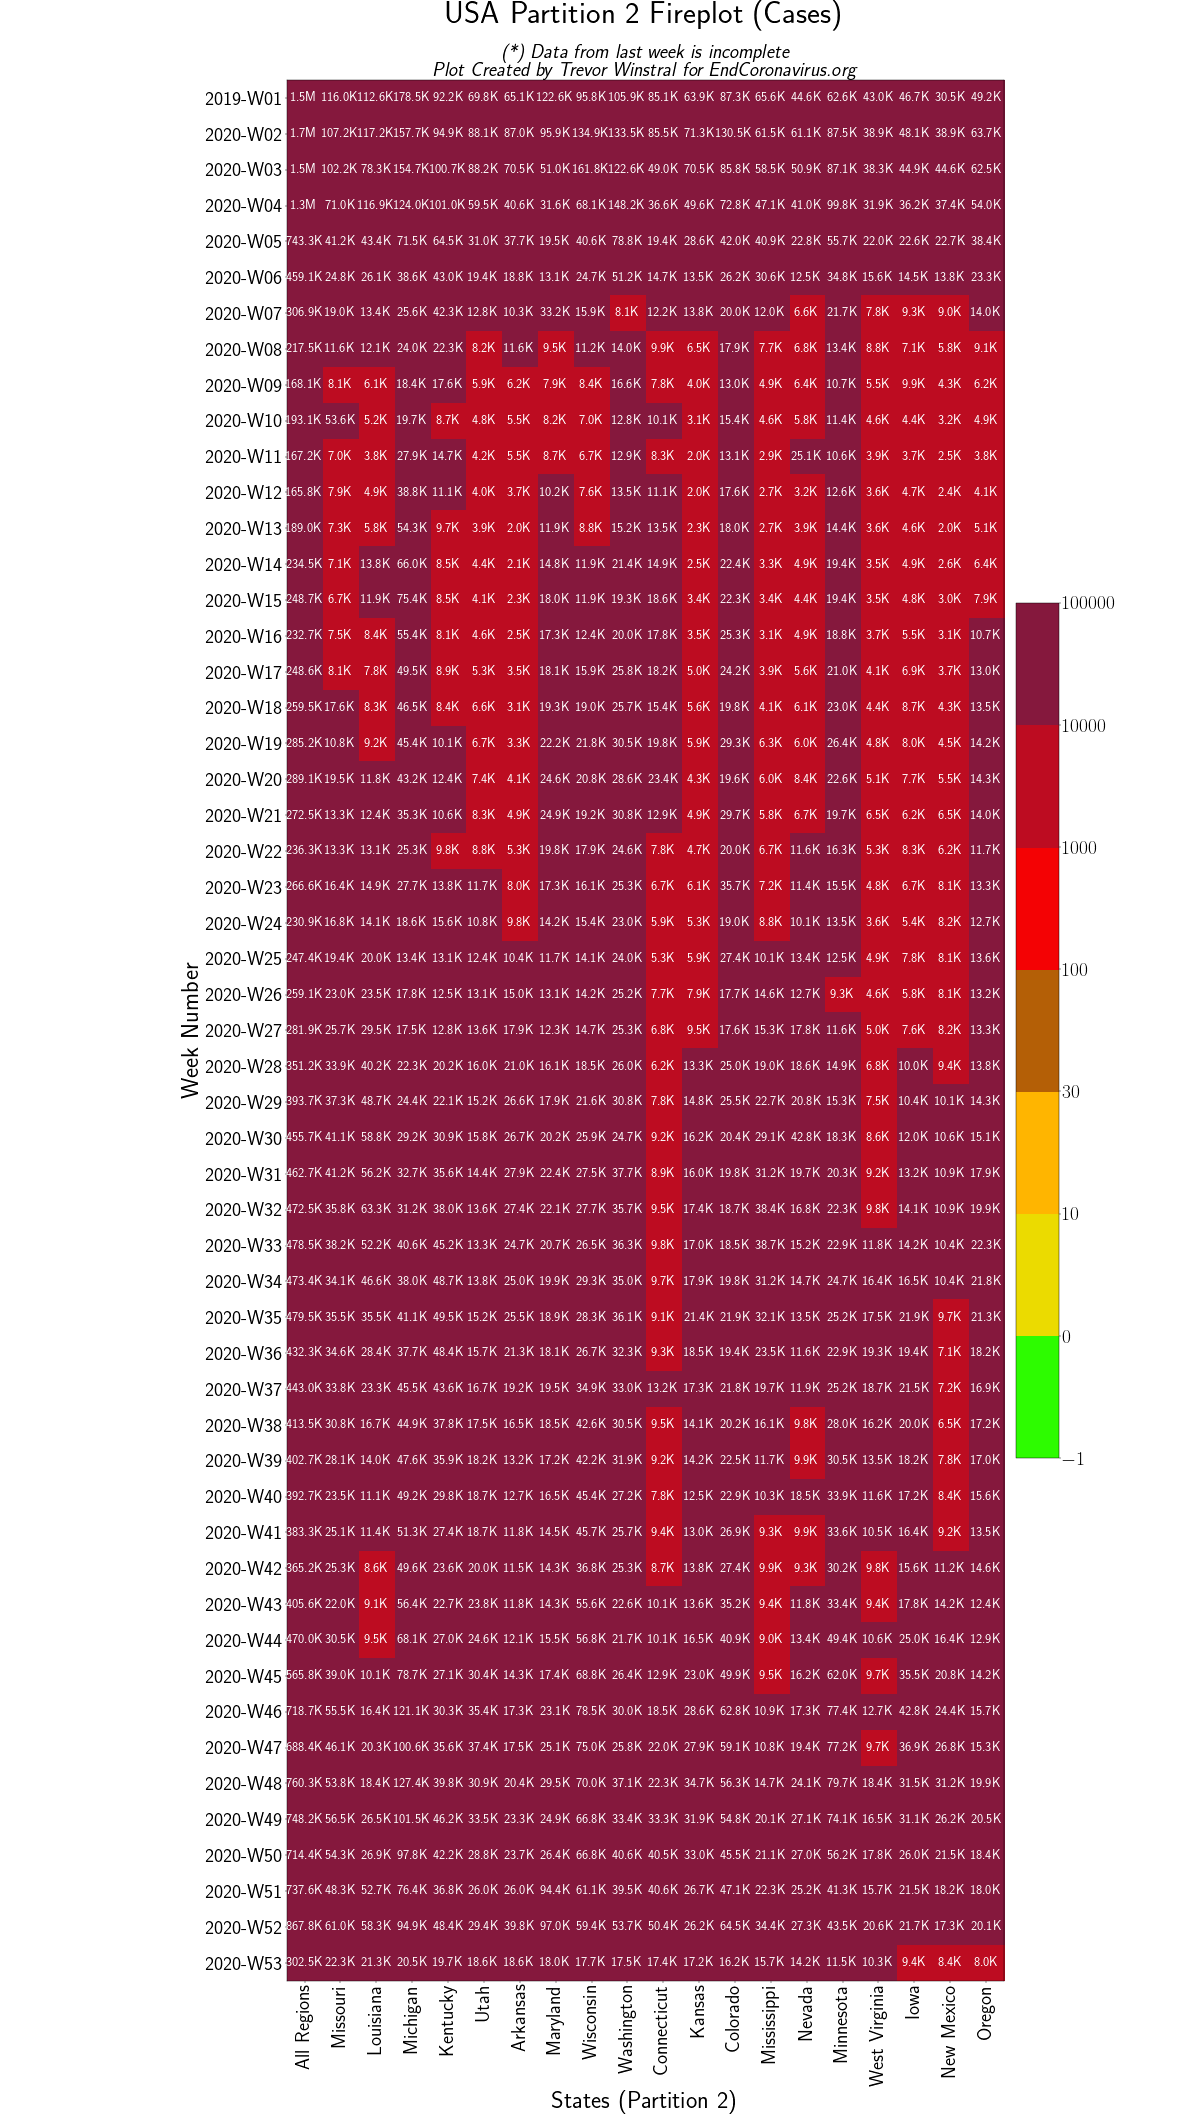 USA Partition 2 Fireplot (Cases)
(*) Data from last week is incomplete
Plot Created by Trevor Winstral for EndCoronavirus.org
2019-W01 1.5M 116.0K 112.6K 178.5K 92.2K 69.8K 65.1K 122.6K 95.8K 105.9K 85.1K 63.9K 87.3K 65.6K 44.6K 62.6K 43.0K 46.7K 30.5K 49.2K
2020-W02 1.7M 107.2K 117.2K 157.7K 94.9K 88.1K 87.0K 95.9K 134.9K 133.5K 85.5K 71.3K 130.5K 61.5K 61.1K 87.5K 38.9K 48.1K 38.9K 63.7K
2020-W03 1.5M 102.2K 78.3K 154.7K 100.7K 88.2K 70.5K 51.0K 161.8K 122.6K 49.0K 70.5K 85.8K 58.5K 50.9K 87.1K 38.3K 44.9K 44.6K 62.5K
2020-W04 1.3M 71.0K 116.9K 124.0K 101.0K 59.5K 40.6K 31.6K 68.1K 148.2K 36.6K 49.6K 72.8K 47.1K 41.0K 99.8K 31.9K 36.2K 37.4K 54.0K
2020-W05 743.3K 41.2K 43.4K 71.5K 64.5K 31.0K 37.7K 19.5K 40.6K 78.8K 19.4K 28.6K 42.0K 40.9K 22.8K 55.7K 22.0K 22.6K 22.7K 38.4K
2020-W06 459.1K 24.8K 26.1K 38.6K 43.0K 19.4K 18.8K 13.1K 24.7K 51.2K 14.7K 13.5K 26.2K 30.6K 12.5K 34.8K 15.6K 14.5K 13.8K 23.3K
2020-W07 306.9K 19.0K 13.4K 25.6K 42.3K 12.8K 10.3K 33.2K 15.9K 8.1K 12.2K 13.8K 20.0K 12.0K 6.6K 21.7K 7.8K 9.3K 9.0K 14.0K
2020-W08 217.5K 11.6K 12.1K 24.0K 22.3K 8.2K 11.6K 9.5K 11.2K 14.0K 9.9K 6.5K 17.9K 7.7K 6.8K 13.4K 8.8K 7.1K 5.8K 9.1K
2020-W09 168.1K 8.1K 6.1K 18.4K 17.6K 5.9K 6.2K 7.9K 8.4K 16.6K 7.8K 4.0K 13.0K 4.9K 6.4K 10.7K 5.5K 9.9K 4.3K 6.2K
2020-W10 193.1K 53.6K 5.2K 19.7K 8.7K 4.8K 5.5K 8.2K 7.0K 12.8K 10.1K 3.1K 15.4K 4.6K 5.8K 11.4K 4.6K 4.4K 3.2K 4.9K
2020-W11 167.2K 7.0K 3.8K 27.9K 14.7K 4.2K 5.5K 8.7K 6.7K 12.9K 8.3K 2.0K 13.1K 2.9K 25.1K 10.6K 3.9K 3.7K 2.5K 3.8K
2020-W12 165.8K 7.9K 4.9K 38.8K 11.1K 4.0K 3.7K 10.2K 7.6K 13.5K 11.1K 2.0K 17.6K 2.7K 3.2K 12.6K 3.6K 4.7K 2.4K 4.1K
2020-W13 189.0K 7.3K 5.8K 54.3K 9.7K 3.9K 2.0K 11.9K 8.8K 15.2K 13.5K 2.3K 18.0K 2.7K 3.9K 14.4K 3.6K 4.6K 2.0K 5.1K
2020-W14 234.5K 7.1K 13.8K 66.0K 8.5K 4.4K 2.1K 14.8K 11.9K 21.4K 14.9K 2.5K 22.4K 3.3K 4.9K 19.4K 3.5K 4.9K 2.6K 6.4K
2020-W15 248.7K 6.7K 11.9K 75.4K 8.5K 4.1K 2.3K 18.0K 11.9K 19.3K 18.6K 3.4K 22.3K 3.4K 4.4K 19.4K 3.5K 4.8K 3.0K 7.9K
2020-W16 232.7K 7.5K 8.4K 55.4K 8.1K 4.6K 2.5K 17.3K 12.4K 20.0K 17.8K 3.5K 25.3K 3.1K 4.9K 18.8K 3.7K 5.5K 3.1K 10.7K
2020-W17 248.6K 8.1K 7.8K 49.5K 8.9K 5.3K 3.5K 18.1K 15.9K 25.8K 18.2K 5.0K 24.2K 3.9K 5.6K 21.0K 4.1K 6.9K 3.7K 13.0K
2020-W18 259.5K 17.6K 8.3K 46.5K 8.4K 6.6K 3.1K 19.3K 19.0K 25.7K 15.4K 5.6K 19.8K 4.1K 6.1K 23.0K 4.4K 8.7K 4.3K 13.5K
2020-W19 285.2K 10.8K 9.2K 45.4K 10.1K 6.7K 3.3K 22.2K 21.8K 30.5K 19.8K 5.9K 29.3K 6.3K 6.0K 26.4K 4.8K 8.0K 4.5K 14.2K
2020-W20 289.1K 19.5K 11.8K 43.2K 12.4K 7.4K 4.1K 24.6K 20.8K 28.6K 23.4K 4.3K 19.6K 6.0K 8.4K 22.6K 5.1K 7.7K 5.5K 14.3K
2020-W21 272.5K 13.3K 12.4K 35.3K 10.6K 8.3K 4.9K 24.9K 19.2K 30.8K 12.9K 4.9K 29.7K 5.8K 6.7K 19.7K 6.5K 6.2K 6.5K 14.0K
2020-W22 236.3K 13.3K 13.1K 25.3K 9.8K 8.8K 5.3K 19.8K 17.9K 24.6K 7.8K 4.7K 20.0K 6.7K 11.6K 16.3K 5.3K 8.3K 6.2K 11.7K
2020-W23 266.6K 16.4K 14.9K 27.7K 13.8K 11.7K 8.0K 17.3K 16.1K 25.3K 6.7K 6.1K 35.7K 7.2K 11.4K 15.5K 4.8K 6.7K 8.1K 13.3K
2020-W24 230.9K 16.8K 14.1K 18.6K 15.6K 10.8K 9.8K 14.2K 15.4K 23.0K 5.9K 5.3K 19.0K 8.8K 10.1K 13.5K 3.6K 5.4K 8.2K 12.7K
2020-W25 247.4K 19.4K 20.0K 13.4K 13.1K 12.4K 10.4K 11.7K 14.1K 24.0K 5.3K 5.9K 27.4K 10.1K 13.4K 12.5K 4.9K 7.8K 8.1K 13.6K
2020-W26 259.1K 23.0K 23.5K 17.8K 12.5K 13.1K 15.0K 13.1K 14.2K 25.2K 7.7K 7.9K 17.7K 14.6K 12.7K 9.3K 4.6K 5.8K 8.1K 13.2K
2020-W27 281.9K 25.7K 29.5K 17.5K 12.8K 13.6K 17.9K 12.3K 14.7K 25.3K 6.8K 9.5K 17.6K 15.3K 17.8K 11.6K 5.0K 7.6K 8.2K 13.3K
2020-W28 351.2K 33.9K 40.2K 22.3K 20.2K 16.0K 21.0K 16.1K 18.5K 26.0K 6.2K 13.3K 25.0K 19.0K 18.6K 14.9K 6.8K 10.0K 9.4K 13.8K
2020-W29 393.7K 37.3K 48.7K 24.4K 22.1K 15.2K 26.6K 17.9K 21.6K 30.8K 7.8K 14.8K 25.5K 22.7K 20.8K 15.3K 7.5K 10.4K 10.1K 14.3K
2020-W30 455.7K 41.1K 58.8K 29.2K 30.9K 15.8K 26.7K 20.2K 25.9K 24.7K 9.2K 16.2K 20.4K 29.1K 42.8K 18.3K 8.6K 12.0K 10.6K 15.1K
2020-W31 462.7K 41.2K 56.2K 32.7K 35.6K 14.4K 27.9K 22.4K 27.5K 37.7K 8.9K 16.0K 19.8K 31.2K 19.7K 20.3K 9.2K 13.2K 10.9K 17.9K
2020-W32 472.5K 35.8K 63.3K 31.2K 38.0K 13.6K 27.4K 22.1K 27.7K 35.7K 9.5K 17.4K 18.7K 38.4K 16.8K 22.3K 9.8K 14.1K 10.9K 19.9K
2020-W33 478.5K 38.2K 52.2K 40.6K 45.2K 13.3K 24.7K 20.7K 26.5K 36.3K 9.8K 17.0K 18.5K 38.7K 15.2K 22.9K 11.8K 14.2K 10.4K 22.3K
2020-W34 473.4K 34.1K 46.6K 38.0K 48.7K 13.8K 25.0K 19.9K 29.3K 35.0K 9.7K 17.9K 19.8K 31.2K 14.7K 24.7K 16.4K 16.5K 10.4K 21.8K
2020-W35 479.5K 35.5K 35.5K 41.1K 49.5K 15.2K 25.5K 18.9K 28.3K 36.1K 9.1K 21.4K 21.9K 32.1K 13.5K 25.2K 17.5K 21.9K 9.7K 21.3K
2020-W36 432.3K 34.6K 28.4K 37.7K 48.4K 15.7K 21.3K 18.1K 26.7K 32.3K 9.3K 18.5K 19.4K 23.5K 11.6K 22.9K 19.3K 19.4K 7.1K 18.2K
2020-W37 443.0K 33.8K 23.3K 45.5K 43.6K 16.7K 19.2K 19.5K 34.9K 33.0K 13.2K 17.3K 21.8K 19.7K 11.9K 25.2K 18.7K 21.5K 7.2K 16.9K
2020-W38 413.5K 30.8K 16.7K 44.9K 37.8K 17.5K 16.5K 18.5K 42.6K 30.5K 9.5K 14.1K 20.2K 16.1K 9.8K 28.0K 16.2K 20.0K 6.5K 17.2K
2020-W39 402.7K 28.1K 14.0K 47.6K 35.9K 18.2K 13.2K 17.2K 42.2K 31.9K 9.2K 14.2K 22.5K 11.7K 9.9K 30.5K 13.5K 18.2K 7.8K 17.0K
2020-W40 392.7K 23.5K 11.1K 49.2K 29.8K 18.7K 12.7K 16.5K 45.4K 27.2K 7.8K 12.5K 22.9K 10.3K 18.5K 33.9K 11.6K 17.2K 8.4K 15.6K
2020-W41 383.3K 25.1K 11.4K 51.3K 27.4K 18.7K 11.8K 14.5K 45.7K 25.7K 9.4K 13.0K 26.9K 9.3K 9.9K 33.6K 10.5K 16.4K 9.2K 13.5K
2020-W42 365.2K 25.3K 8.6K 49.6K 23.6K 20.0K 11.5K 14.3K 36.8K 25.3K 8.7K 13.8K 27.4K 9.9K 9.3K 30.2K 9.8K 15.6K 11.2K 14.6K
2020-W43 405.6K 22.0K 9.1K 56.4K 22.7K 23.8K 11.8K 14.3K 55.6K 22.6K 10.1K 13.6K 35.2K 9.4K 11.8K 33.4K 9.4K 17.8K 14.2K 12.4K
2020-W44 470.0K 30.5K 9.5K 68.1K 27.0K 24.6K 12.1K 15.5K 56.8K 21.7K 10.1K 16.5K 40.9K 9.0K 13.4K 49.4K 10.6K 25.0K 16.4K 12.9K
2020-W45 565.8K 39.0K 10.1K 78.7K 27.1K 30.4K 14.3K 17.4K 68.8K 26.4K 12.9K 23.0K 49.9K 9.5K 16.2K 62.0K 9.7K 35.5K 20.8K 14.2K
2020-W46 718.7K 55.5K 16.4K 121.1K 30.3K 35.4K 17.3K 23.1K 78.5K 30.0K 18.5K 28.6K 62.8K 10.9K 17.3K 77.4K 12.7K 42.8K 24.4K 15.7K
2020-W47 688.4K 46.1K 20.3K 100.6K 35.6K 37.4K 17.5K 25.1K 75.0K 25.8K 22.0K 27.9K 59.1K 10.8K 19.4K 77.2K 9.7K 36.9K 26.8K 15.3K
2020-W48 760.3K 53.8K 18.4K 127.4K 39.8K 30.9K 20.4K 29.5K 70.0K 37.1K 22.3K 34.7K 56.3K 14.7K 24.1K 79.7K 18.4K 31.5K 31.2K 19.9K
2020-W49 748.2K 56.5K 26.5K 101.5K 46.2K 33.5K 23.3K 24.9K 66.8K 33.4K 33.3K 31.9K 54.8K 20.1K 27.1K 74.1K 16.5K 31.1K 26.2K 20.5K
2020-W50 714.4K 54.3K 26.9K 97.8K 42.2K 28.8K 23.7K 26.4K 66.8K 40.6K 40.5K 33.0K 45.5K 21.1K 27.0K 56.2K 17.8K 26.0K 21.5K 18.4K
2020-W51 737.6K 48.3K 52.7K 76.4K 36.8K 26.0K 26.0K 94.4K 61.1K 39.5K 40.6K 26.7K 47.1K 22.3K 25.2K 41.3K 15.7K 21.5K 18.2K 18.0K
2020-W52 867.8K 61.0K 58.3K 94.9K 48.4K 29.4K 39.8K 97.0K 59.4K 53.7K 50.4K 26.2K 64.5K 34.4K 27.3K 43.5K 20.6K 21.7K 17.3K 20.1K
2020-W53 302.5K 22.3K 21.3K 20.5K 19.7K 18.6K 18.6K 18.0K 17.7K 17.5K 17.4K 17.2K 16.2K 15.7K 14.2K 11.5K 10.3K 9.4K 8.4K 8.0K
Week Number
All Regions
Missouri
Louisiana
Michigan
Kentucky
Utah
Arkansas
Maryland
Wisconsin
Washington
Connecticut
Kansas
Colorado
Mississippi
Nevada
Minnesota
West Virginia
Iowa
New Mexico
Oregon
States (Partition 2)
100000
10000
1000
100
30
10
0
−1